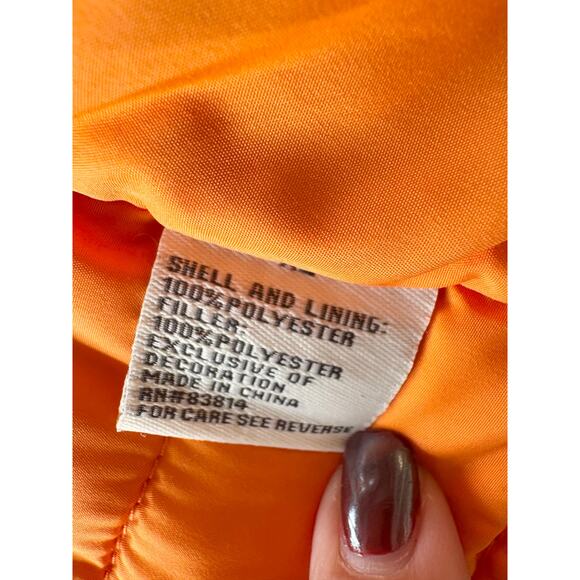 SHELL AND LINING:
100%POLYESTER
FILLER:
100%POLYESTER
EXCLUSIVE OF
DECORATION
MADE IN CHINA
RN#83814
FOR CARE SEE REVERSE